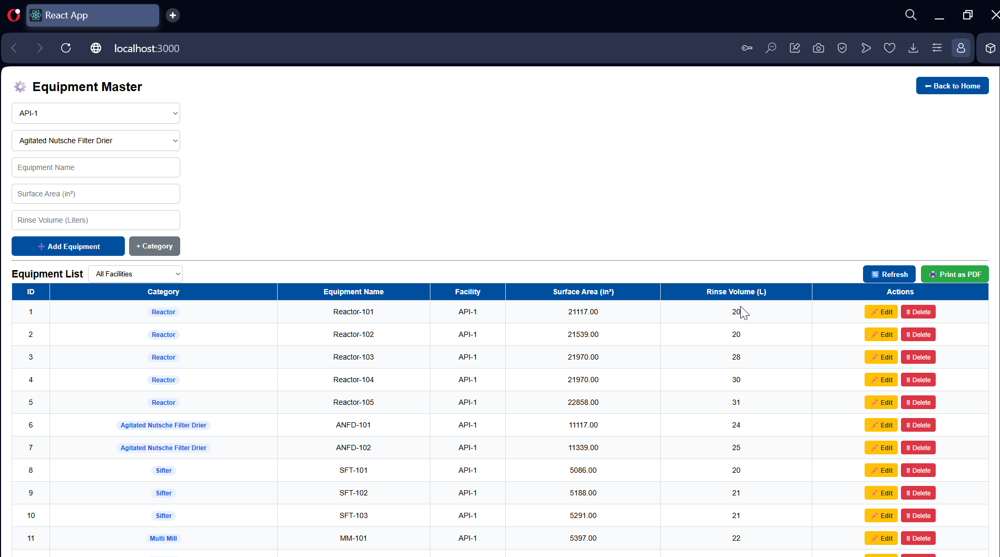 React App
localhost:3000
Equipment Master
Back to Home
API-1
Agitated Nutsche Filter Drier
Equipment Name
Surface Area (in²)
Rinse Volume (Liters)
Add Equipment
+ Category
Equipment List
All Facilities
Refresh
Print as PDF
ID Category Equipment Name Facility Surface Area (in²) Rinse Volume (L) Actions
1 Reactor Reactor-101 API-1 21117.00 20 Edit Delete
2 Reactor Reactor-102 API-1 21539.00 20 Edit Delete
3 Reactor Reactor-103 API-1 21970.00 28 Edit Delete
4 Reactor Reactor-104 API-1 21970.00 30 Edit Delete
5 Reactor Reactor-105 API-1 22858.00 31 Edit Delete
6 Agitated Nutsche Filter Drier ANFD-101 API-1 11117.00 24 Edit Delete
7 Agitated Nutsche Filter Drier ANFD-102 API-1 11339.00 25 Edit Delete
8 Sifter SFT-101 API-1 5086.00 20 Edit Delete
9 Sifter SFT-102 API-1 5188.00 21 Edit Delete
10 Sifter SFT-103 API-1 5291.00 21 Edit Delete
11 Multi Mill MM-101 API-1 5397.00 22 Edit Delete